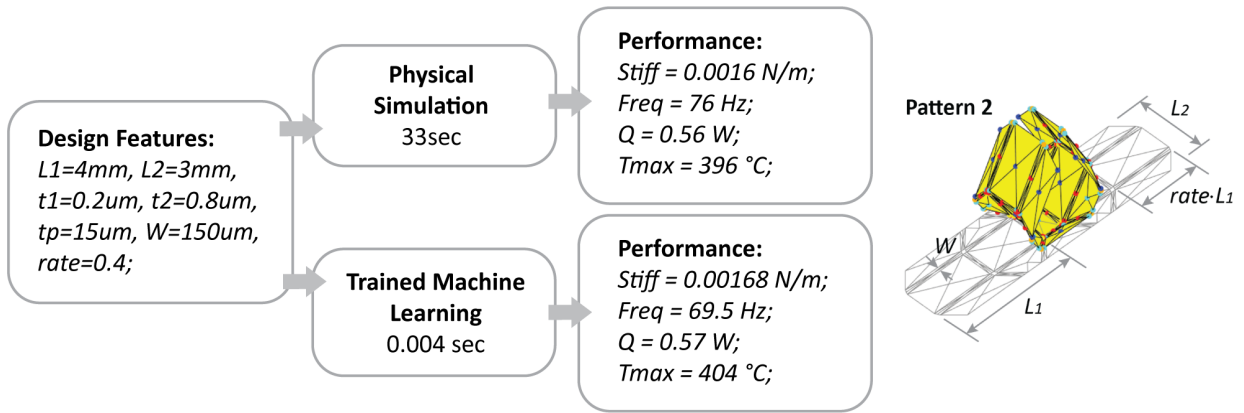 Design Features:
L1=4mm, L2=3mm,
t1=0.2um, t2=0.8um,
tp=15um, W=150um,
rate=0.4;
Physical
Simulation
33sec
Trained Machine
Learning
0.004 sec
Performance:
Stiff = 0.0016 N/m;
Freq = 76 Hz;
Q = 0.56 W;
Tmax = 396 °C;
Performance:
Stiff = 0.00168 N/m;
Freq = 69.5 Hz;
Q = 0.57 W;
Tmax = 404 °C;
Pattern 2
L2
rate·L1
W
L1